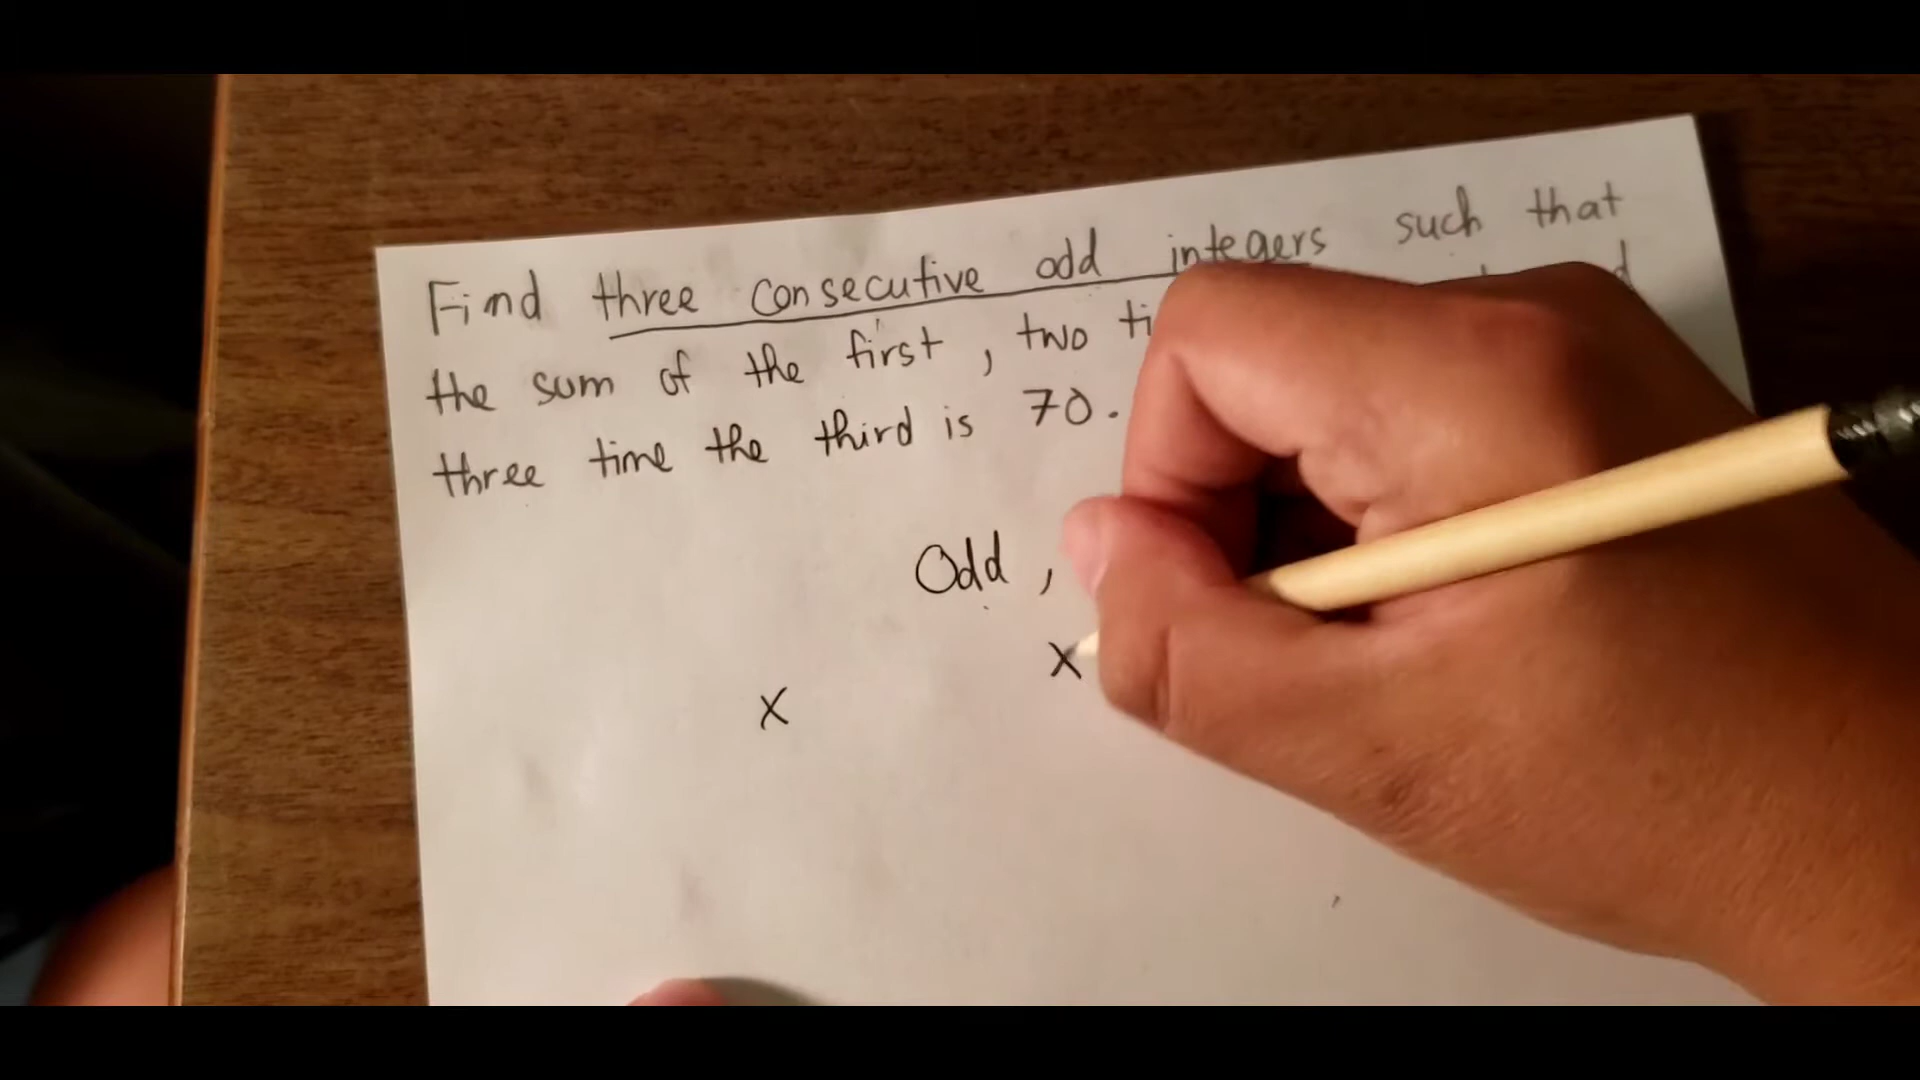 Find three consecutive odd integers such that
the sum of the first, two
three time the third is 70.
Odd,
x
x